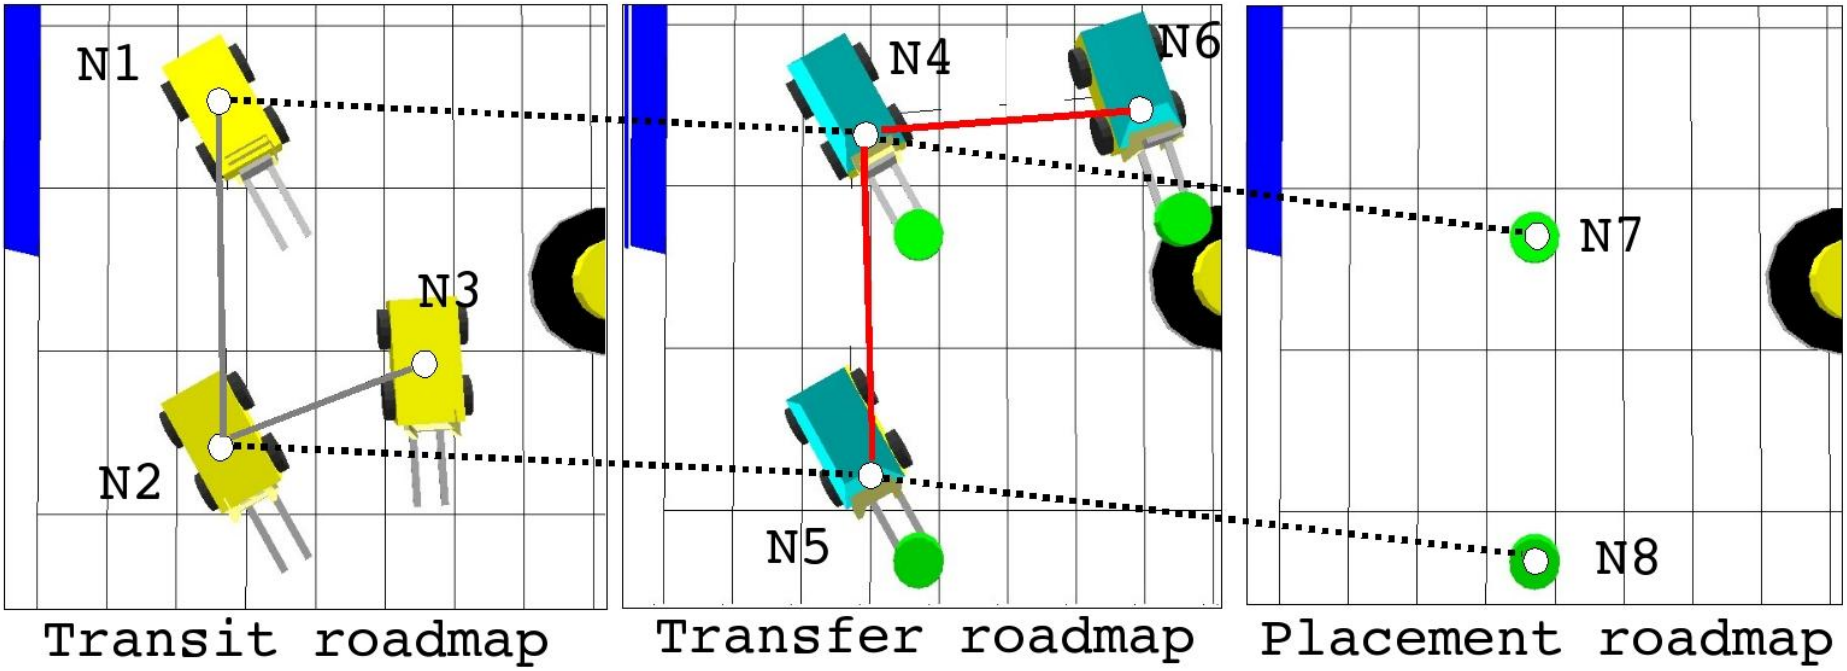 N1
N2
N3
N4
N5
N6
N7
N8
Transit roadmap
Transfer roadmap
Placement roadmap